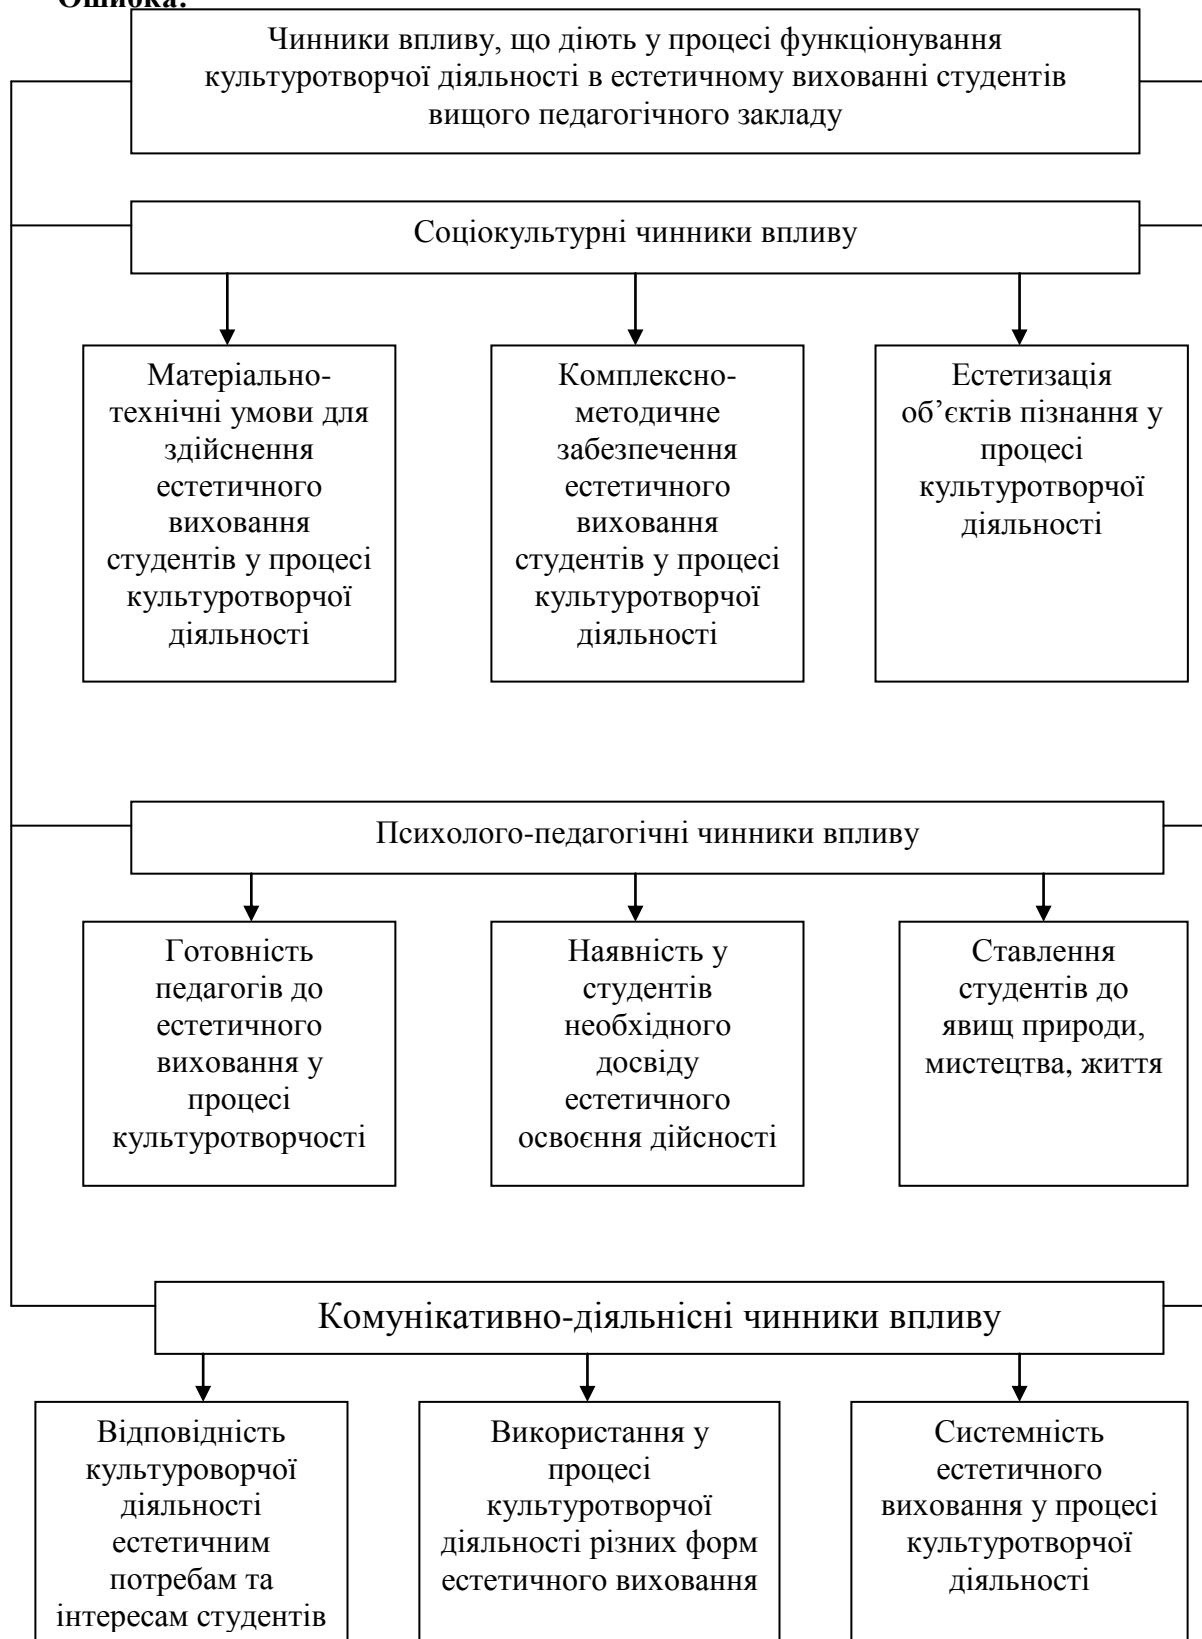 Ошибка!
Чинники впливу, що діють у процесі функціонування
культуротворчої діяльності в естетичному вихованні студентів
вищого педагогічного закладу
Соціокультурні чинники впливу
Матеріально-
технічні умови для
здійснення
естетичного
виховання
студентів у процесі
культуротворчої
діяльності
Комплексно-
методичне
забезпечення
естетичного
виховання
студентів у процесі
культуротворчої
діяльності
Естетизація
об’єктів пізнання у
процесі
культуротворчої
діяльності
Психолого-педагогічні чинники впливу
Готовність
педагогів до
естетичного
виховання у
процесі
культуротворчості
Наявність у
студентів
необхідного
досвіду
естетичного
освоєння дійсності
Ставлення
студентів до
явищ природи,
мистецтва, життя
Комунікативно-діяльнісні чинники впливу
Відповідність
культуроворчої
діяльності
естетичним
потребам та
інтересам студентів
Використання у
процесі
культуротворчої
діяльності різних форм
естетичного виховання
Системність
естетичного
виховання у процесі
культуротворчої
діяльності